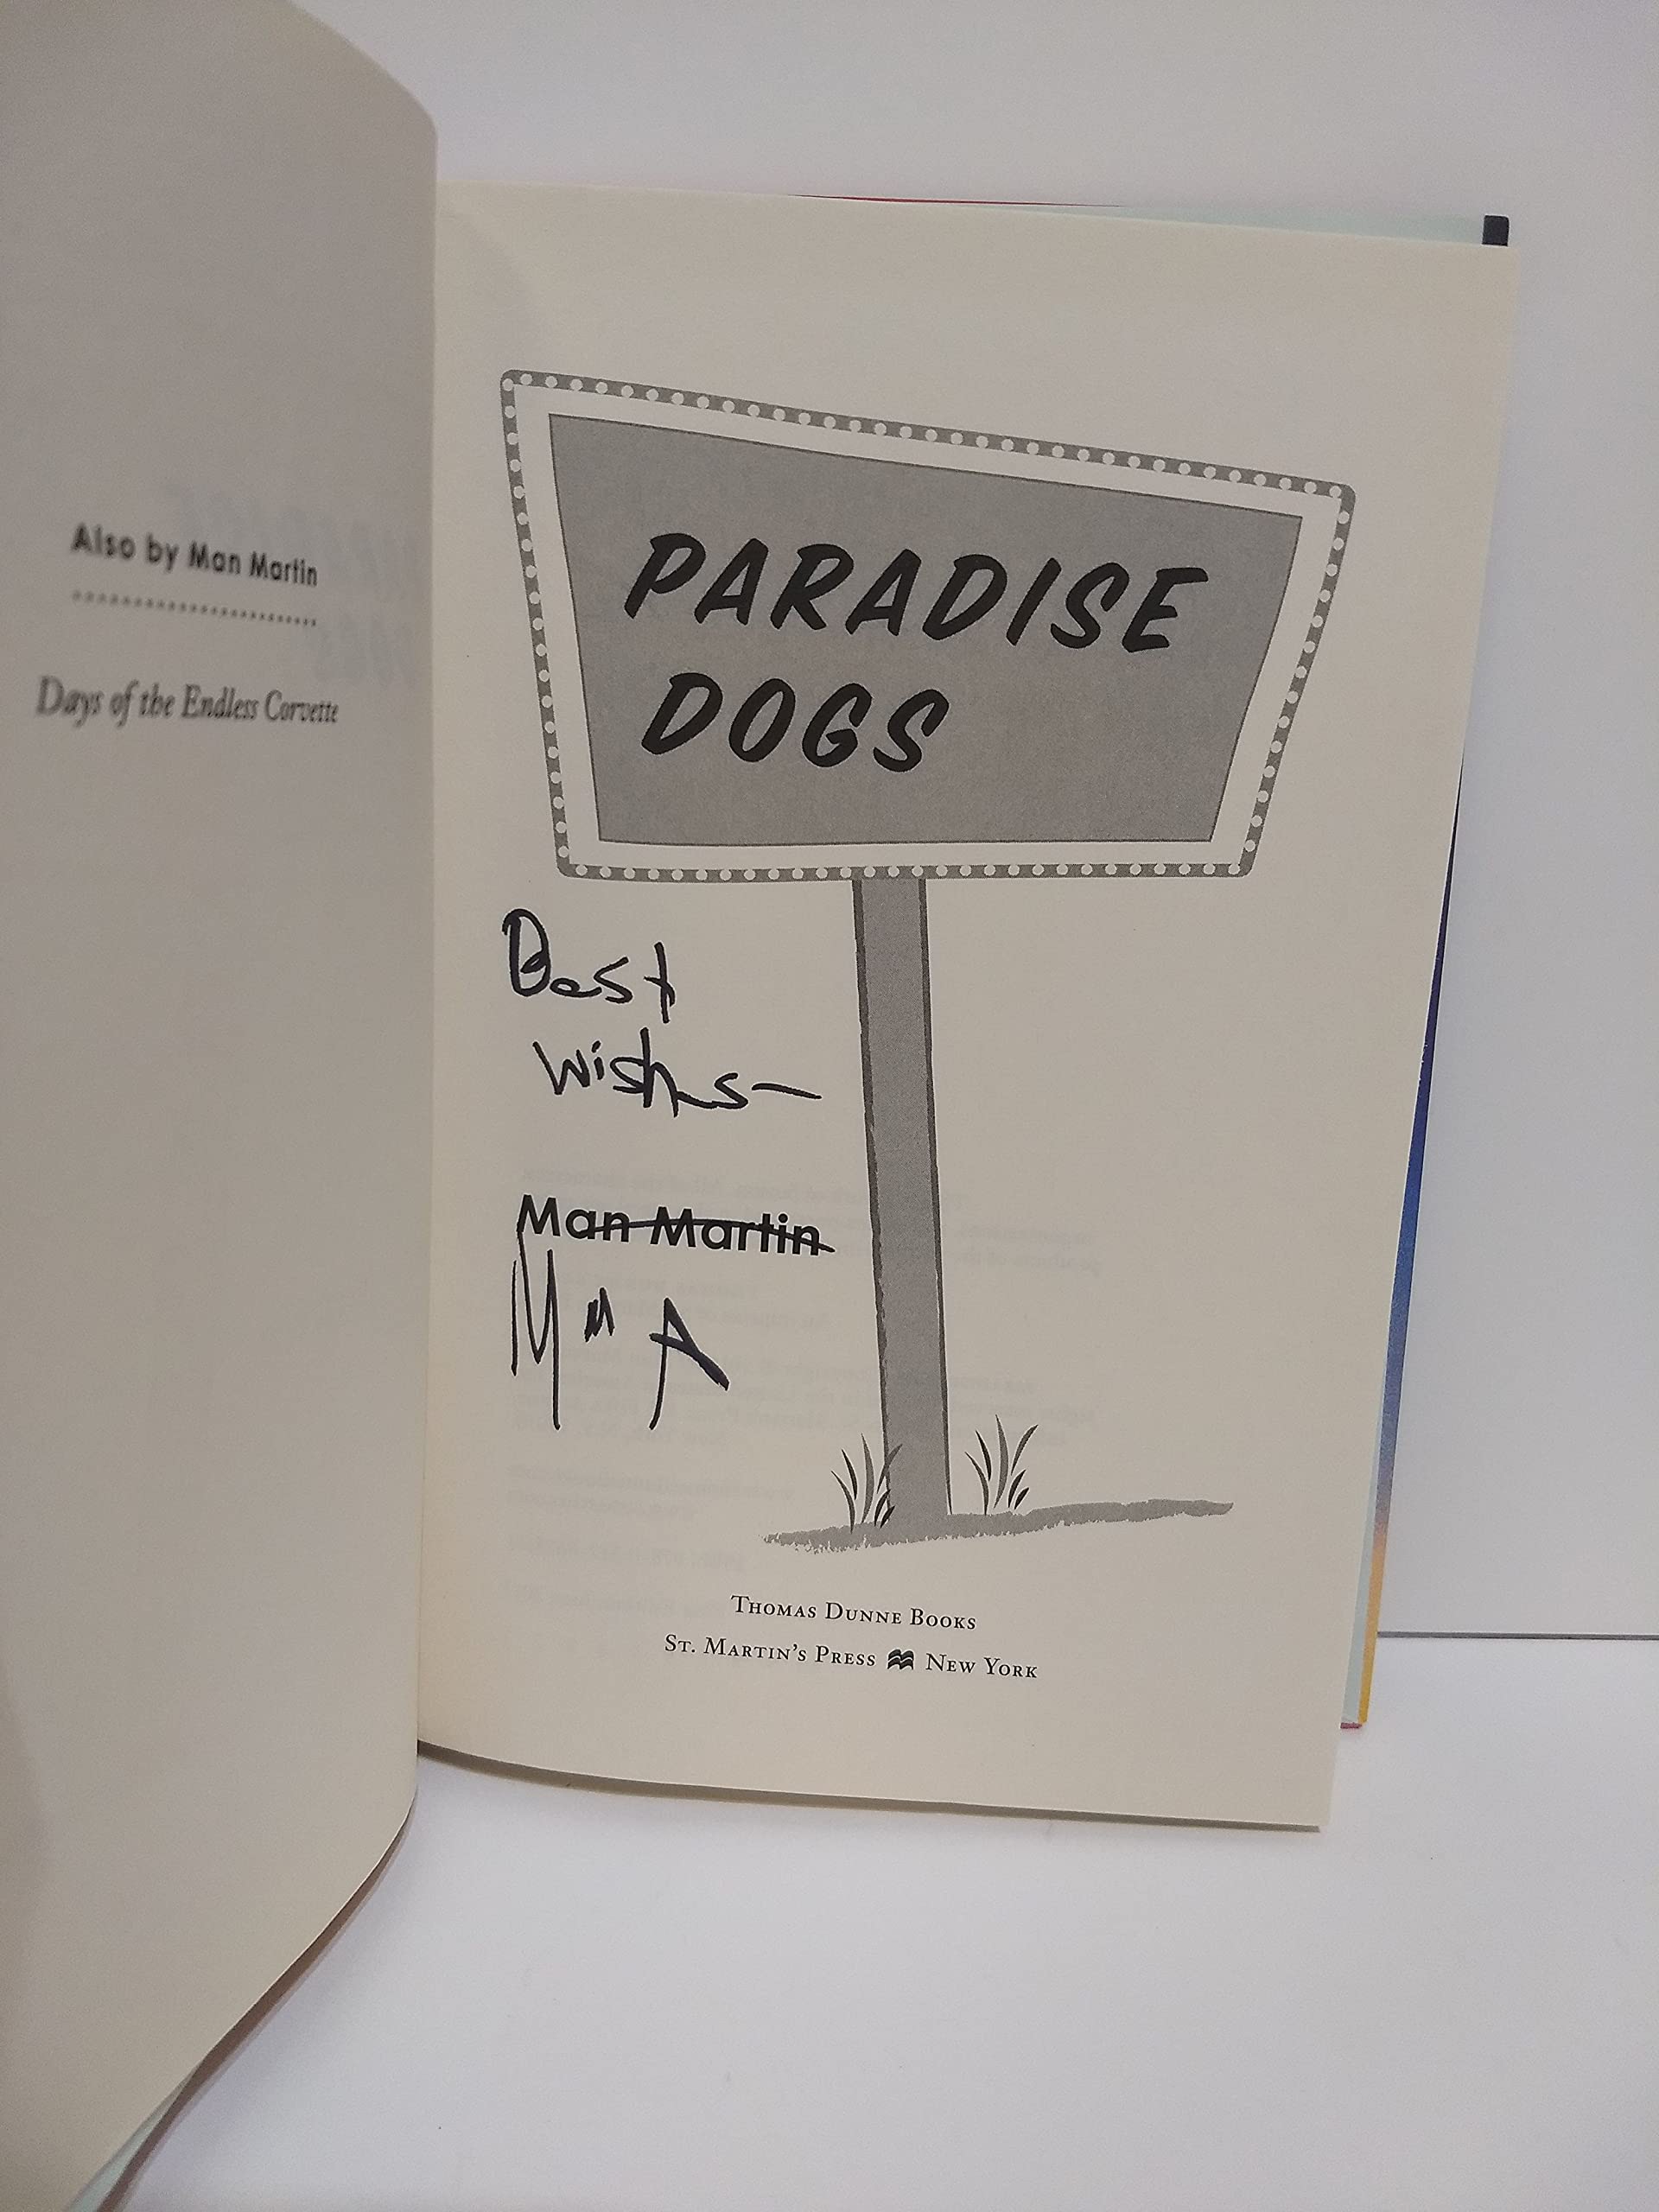 Also by Man Martin
Days of the Endless Corvette
PARADISE
DOGS
Best
Wishes—
Man Martin
THOMAS DUNNE BOOKS
ST. MARTIN'S PRESS NEW YORK